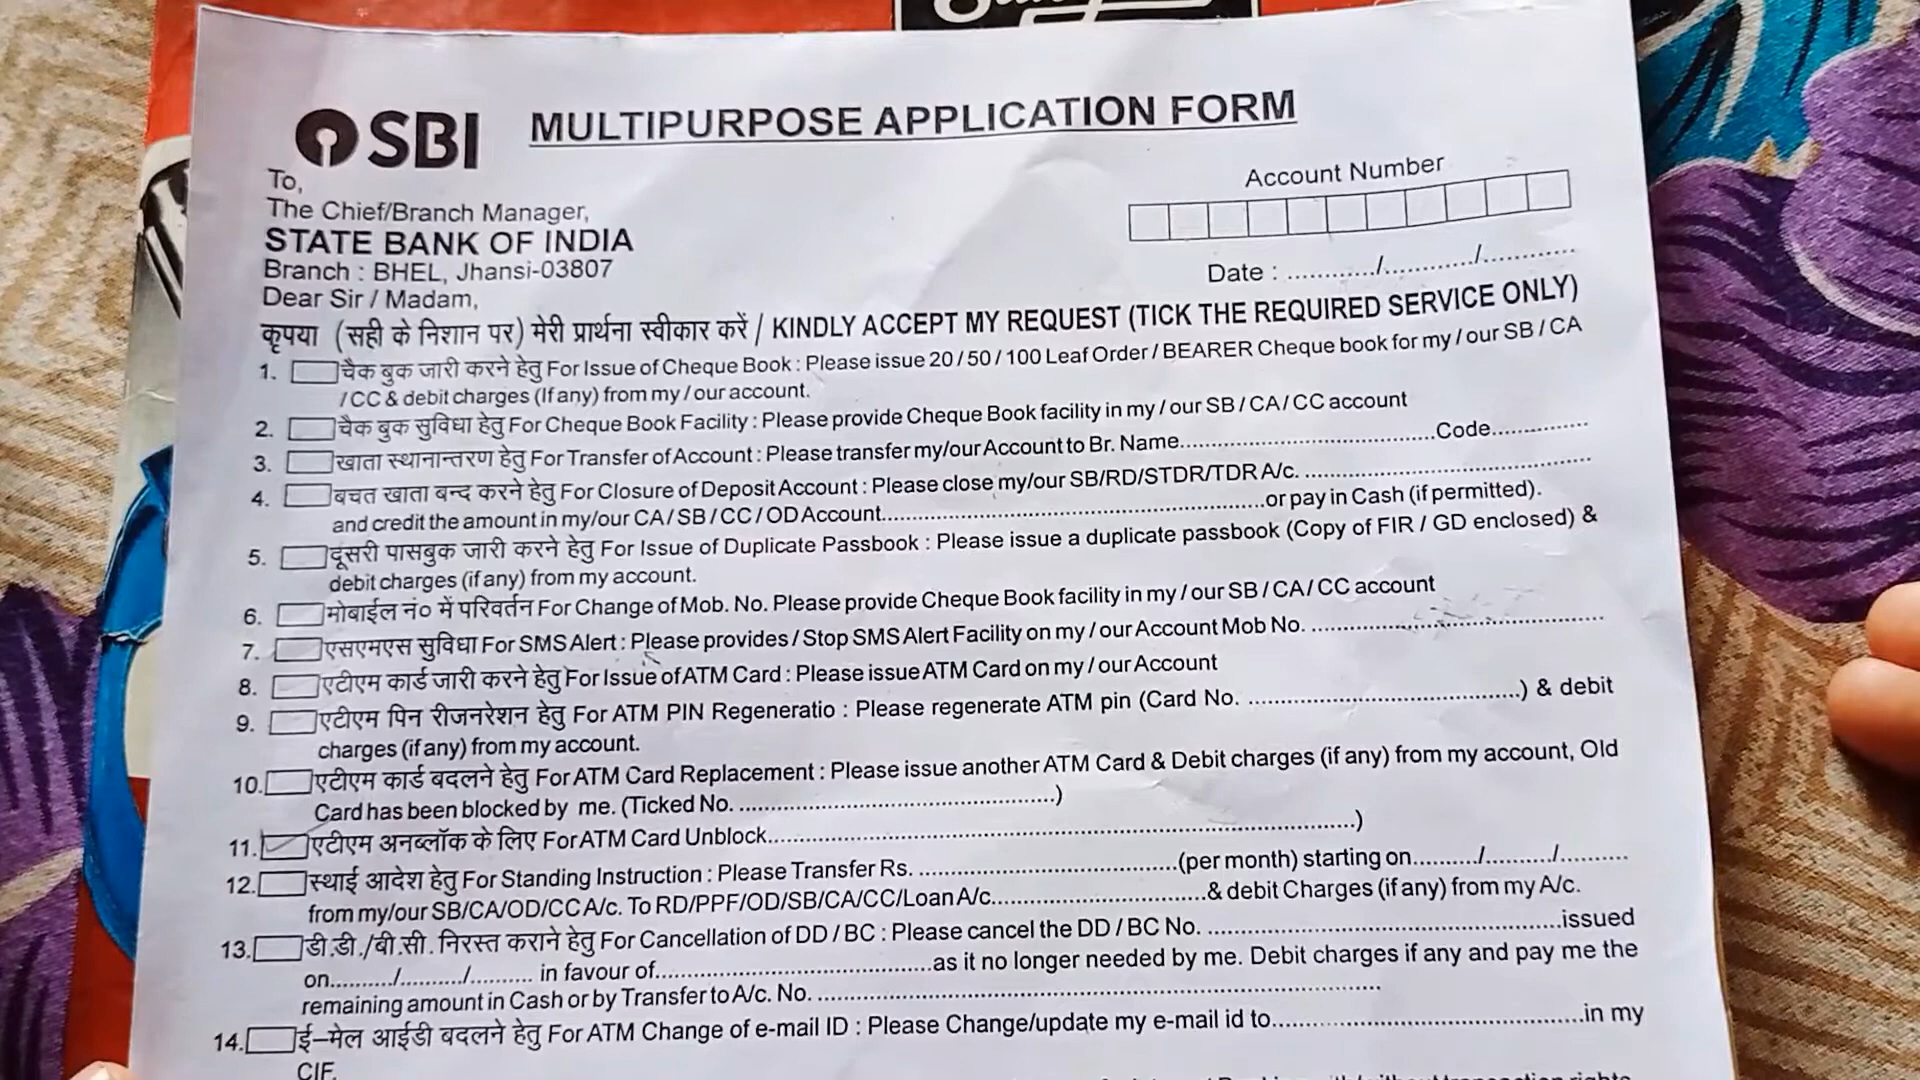 SBI
MULTIPURPOSE APPLICATION FORM
To,
The Chief/Branch Manager,
STATE BANK OF INDIA
Branch : BHEL, Jhansi-03807
Account Number
Date : ............/............/............
Dear Sir / Madam,
कृपया (सही के निशान पर) मेरी प्रार्थना स्वीकार करें / KINDLY ACCEPT MY REQUEST (TICK THE REQUIRED SERVICE ONLY)
1. चैक बुक जारी करने हेतु For Issue of Cheque Book : Please issue 20 / 50 / 100 Leaf Order / BEARER Cheque book for my / our SB / CA
/ CC & debit charges (If any) from my / our account.
2. चैक बुक सुविधा हेतु For Cheque Book Facility : Please provide Cheque Book facility in my / our SB / CA / CC account
3. खाता स्थानान्तरण हेतु For Transfer of Account : Please transfer my/our Account to Br. Name........................................Code..............
4. बचत खाता बन्द करने हेतु For Closure of Deposit Account : Please close my/our SB/RD/STDR/TDR A/c. ........................................
and credit the amount in my/our CA / SB / CC / OD Account............................................................or pay in Cash (if permitted).
5. दूसरी पासबुक जारी करने हेतु For Issue of Duplicate Passbook : Please issue a duplicate passbook (Copy of FIR / GD enclosed) &
debit charges (if any) from my account.
6. मोबाईल नं० में परिवर्तन For Change of Mob. No. Please provide Cheque Book facility in my / our SB / CA / CC account
7. एसएमएस सुविधा For SMS Alert : Please provides / Stop SMS Alert Facility on my / our Account Mob No. ........................................
8. एटीएम कार्ड जारी करने हेतु For Issue of ATM Card : Please issue ATM Card on my / our Account
9. एटीएम पिन रीजनरेशन हेतु For ATM PIN Regeneratio : Please regenerate ATM pin (Card No. ........................................) & debit
charges (if any) from my account.
10. एटीएम कार्ड बदलने हेतु For ATM Card Replacement : Please issue another ATM Card & Debit charges (if any) from my account, Old
Card has been blocked by me. (Ticked No. ........................................)
11. एटीएम अनब्लॉक के लिए For ATM Card Unblock................................................................................)
12. स्थाई आदेश हेतु For Standing Instruction : Please Transfer Rs. ........................................(per month) starting on........../........../..........
from my/our SB/CA/OD/CC A/c. To RD/PPF/OD/SB/CA/CC/Loan A/c..............................& debit Charges (if any) from my A/c.
13. डी.डी./बी.सी. निरस्त कराने हेतु For Cancellation of DD / BC : Please cancel the DD / BC No. ..................................................issued
on........../........../.......... in favour of........................................as it no longer needed by me. Debit charges if any and pay me the
remaining amount in Cash or by Transfer to A/c. No. ............................................................
14. ई–मेल आईडी बदलने हेतु For ATM Change of e-mail ID : Please Change/update my e-mail id to..................................................in my
CIF.